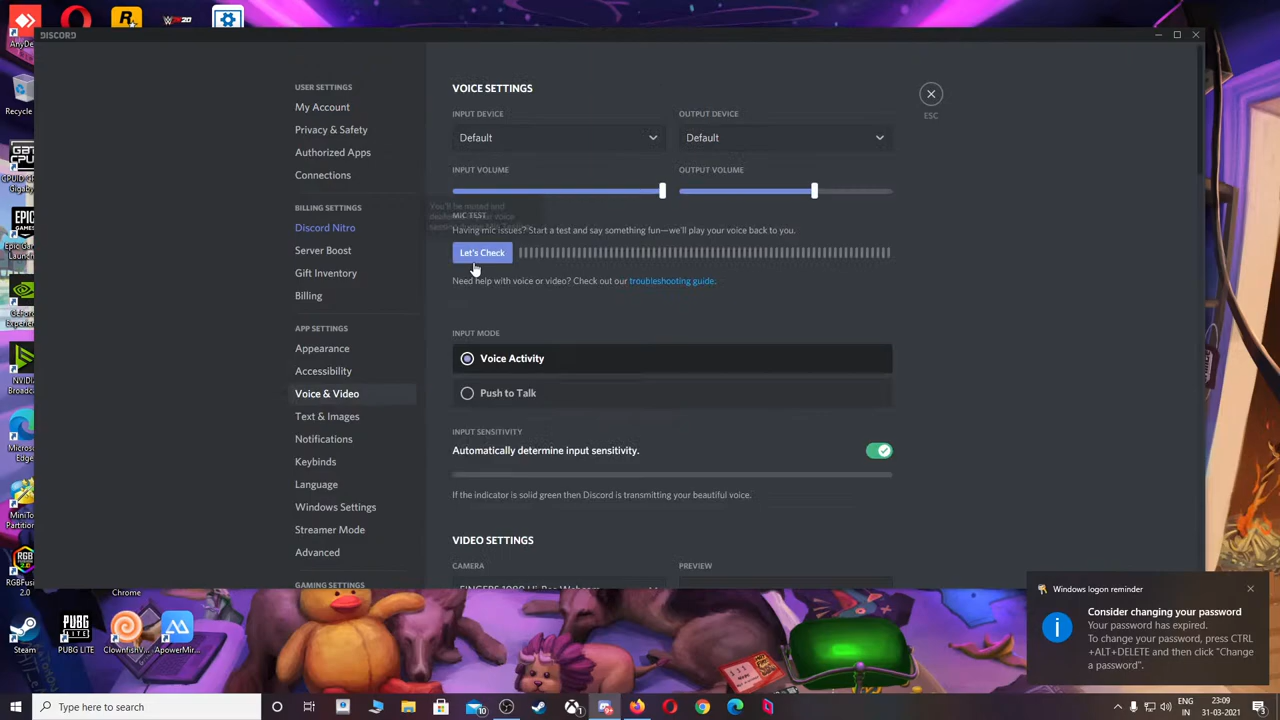 DISCORD
USER SETTINGS
My Account
Privacy & Safety
Authorized Apps
Connections
BILLING SETTINGS
Discord Nitro
Server Boost
Gift Inventory
Billing
APP SETTINGS
Appearance
Accessibility
Voice & Video
Text & Images
Notifications
Keybinds
Language
Windows Settings
Streamer Mode
Advanced
GAMING SETTINGS
VOICE SETTINGS
INPUT DEVICE
Default
OUTPUT DEVICE
Default
INPUT VOLUME
OUTPUT VOLUME
MIC TEST
Having mic issues? Start a test and say something fun—we'll play your voice back to you.
Let's Check
Need help with voice or video? Check out our troubleshooting guide.
INPUT MODE
Voice Activity
Push to Talk
INPUT SENSITIVITY
Automatically determine input sensitivity.
If the indicator is solid green then Discord is transmitting your beautiful voice.
VIDEO SETTINGS
CAMERA
PREVIEW
ESC
Windows logon reminder
Consider changing your password
Your password has expired.
To change your password, press CTRL
+ALT+DELETE and then click "Change
a password".
Chrome
Steam
PUBG LITE
ClownfishV...
ApowerMir...
Type here to search
10
1
9+
ENG
IN
23:09
31-03-2021